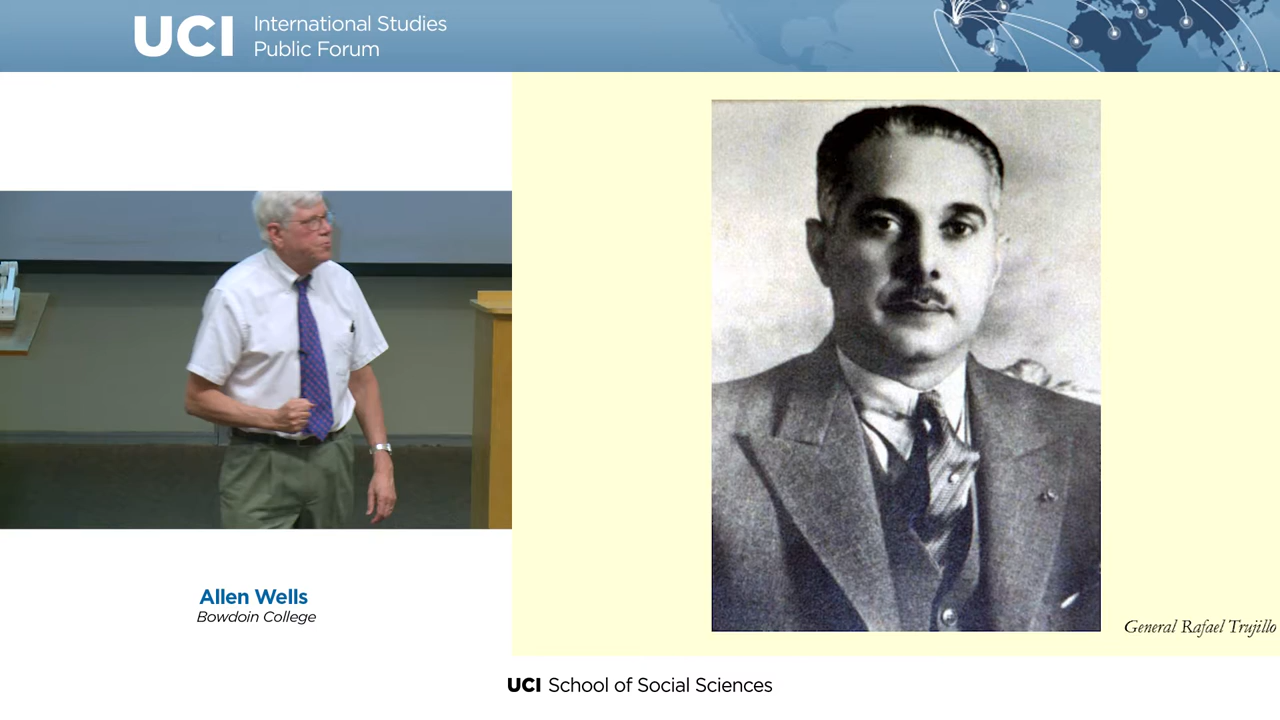 UCI
International Studies
Public Forum
Allen Wells
Bowdoin College
General Rafael Trujillo
UCI School of Social Sciences